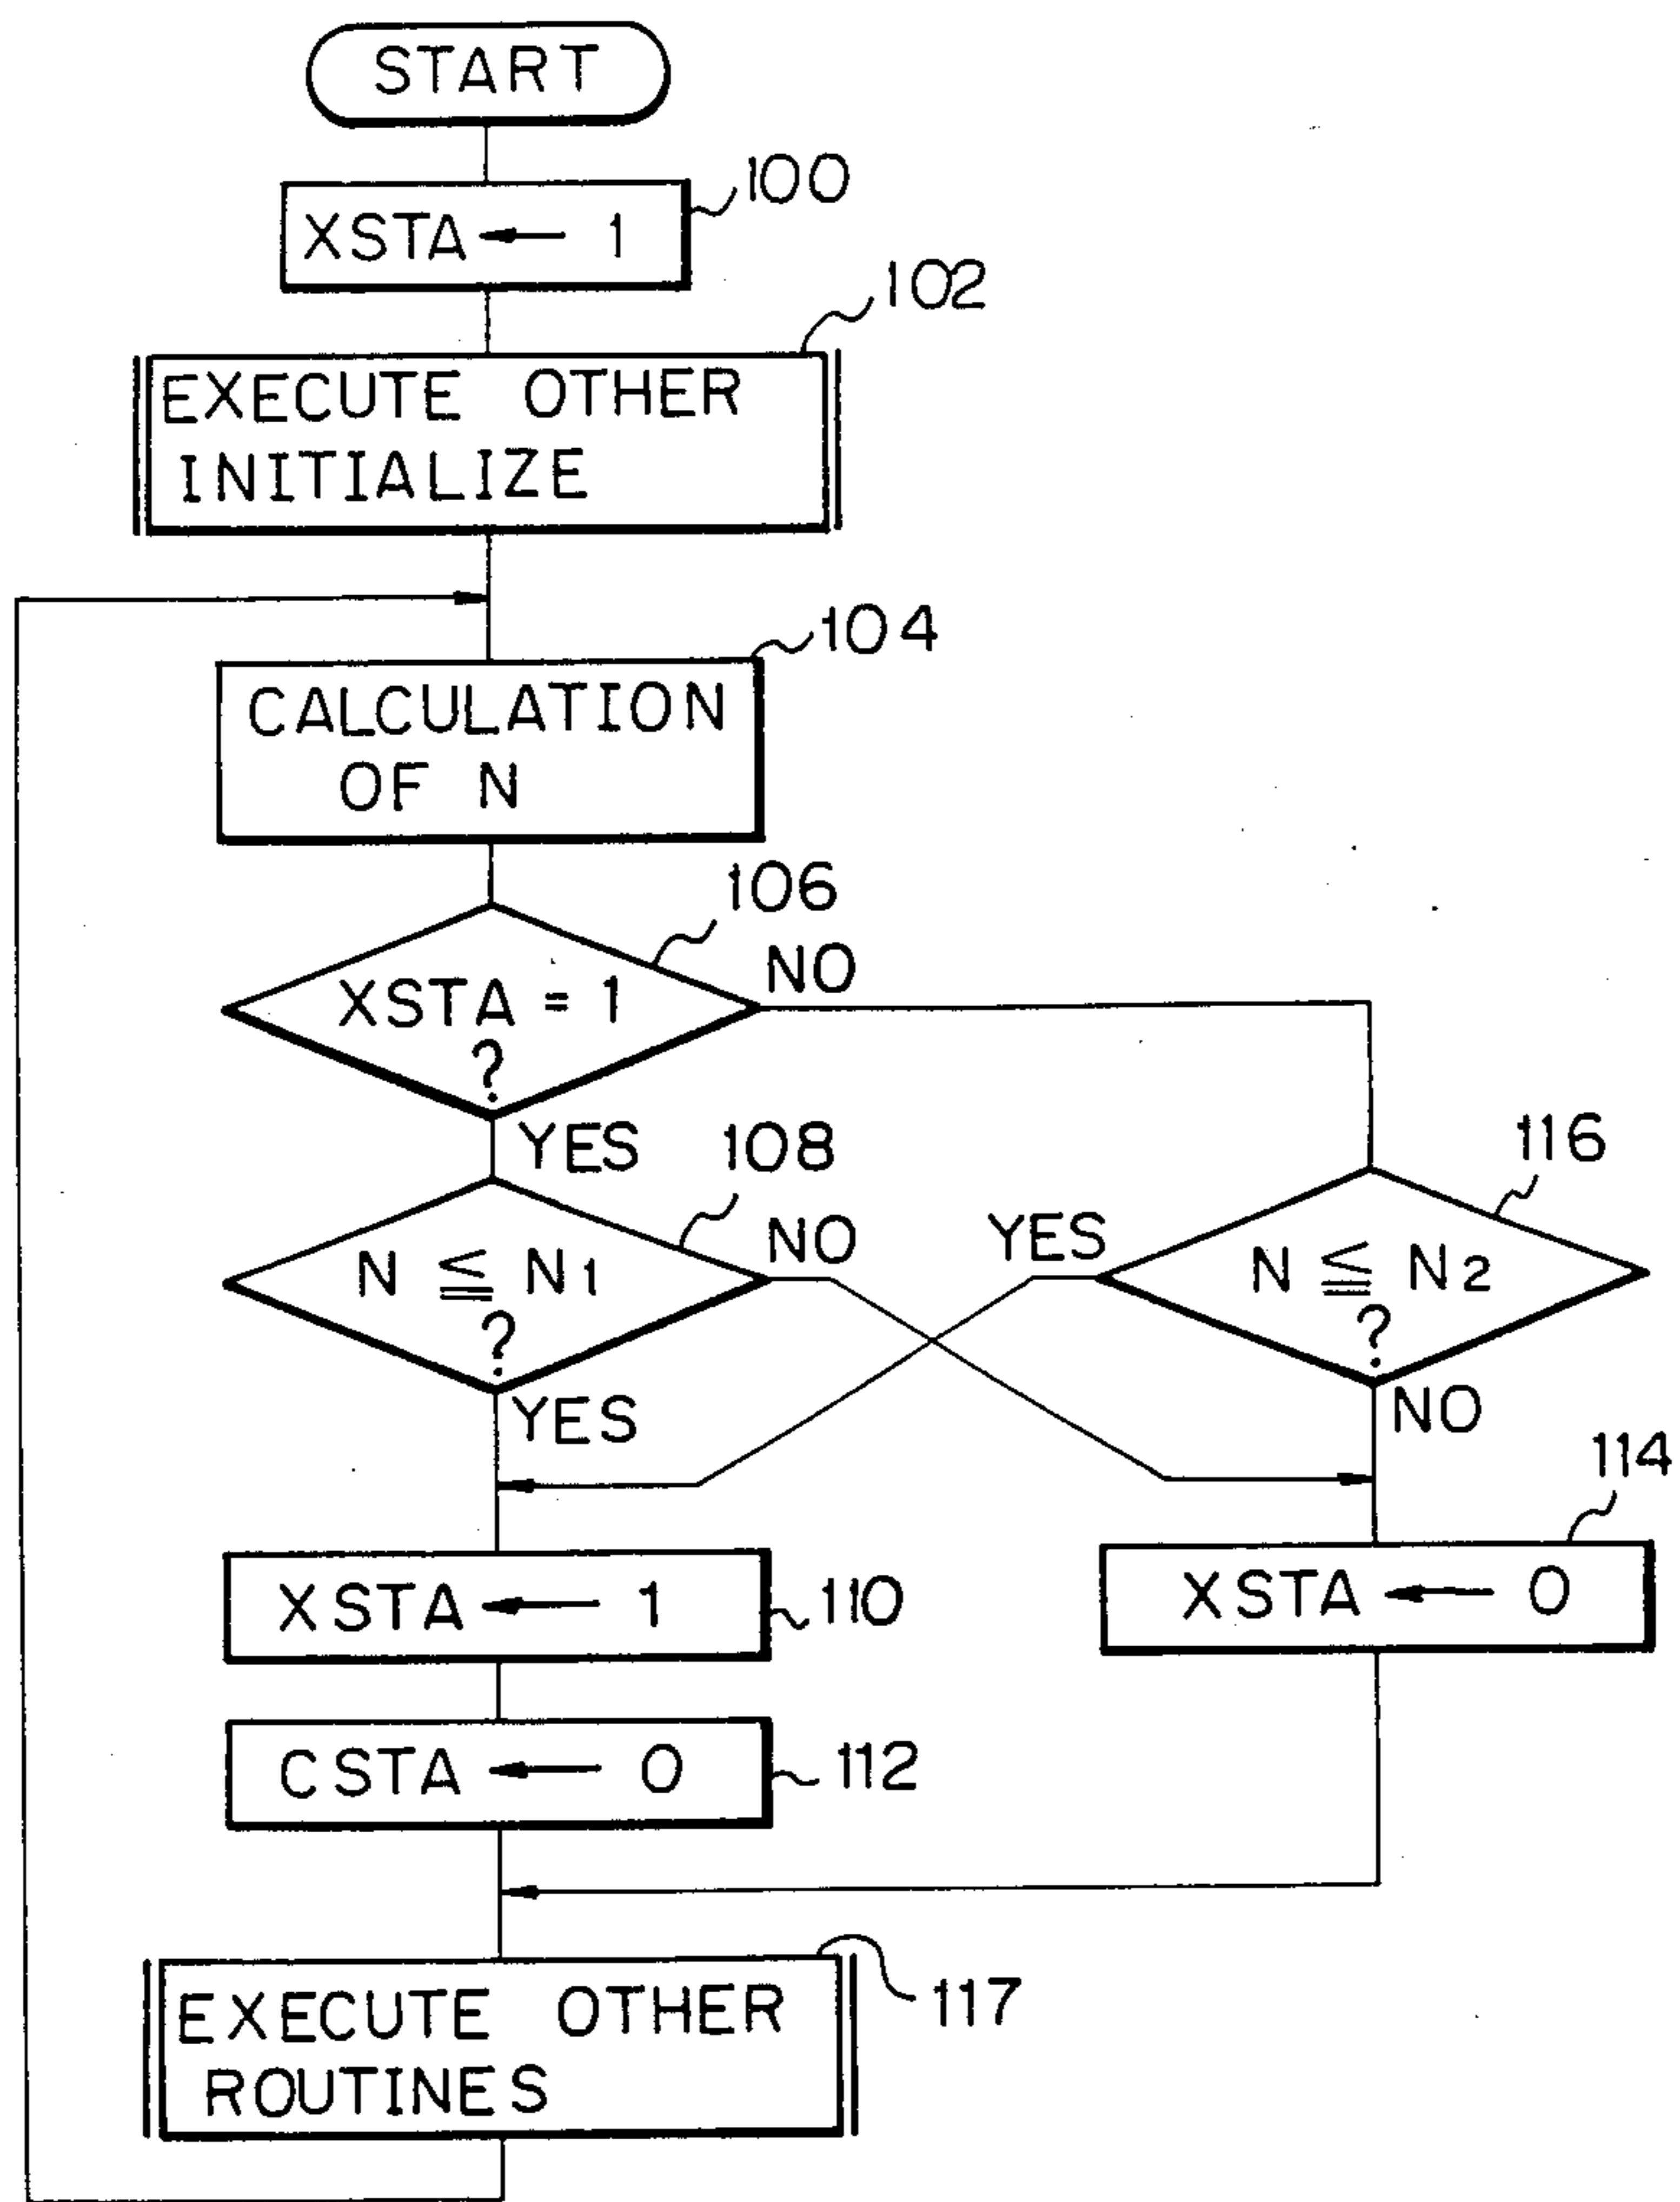 START
100
XSTA ← 1
102
EXECUTE OTHER
INITIALIZE
104
CALCULATION
OF N
106
XSTA = 1
?
NO
YES
108
116
N ≦ N1
?
NO
YES
N ≦ N2
?
YES
NO
114
XSTA ← 1
110
XSTA ← 0
CSTA ← 0
112
117
EXECUTE OTHER
ROUTINES